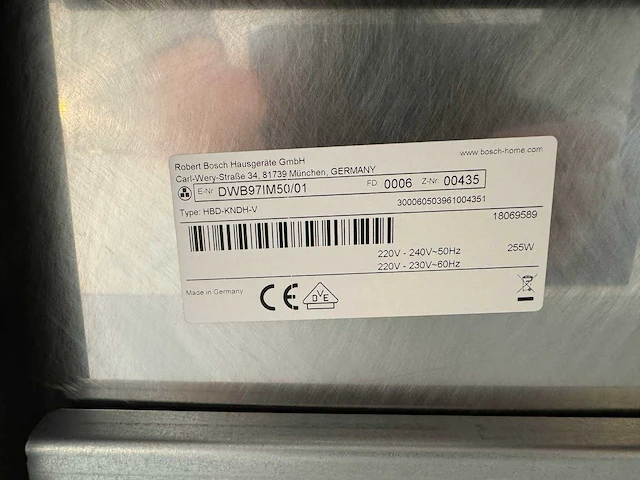 Robert Bosch Hausgeräte GmbH
www.bosch-home.com
Carl-Wery-Straße 34, 81739 München, GERMANY
E-Nr DWB97IM50/01 FD 0006 Z-Nr. 00435
Type: HBD-KNDH-V 300060503961004351
18069589
220V - 240V~50Hz 255W
220V - 230V~60Hz
Made in Germany CE DVE